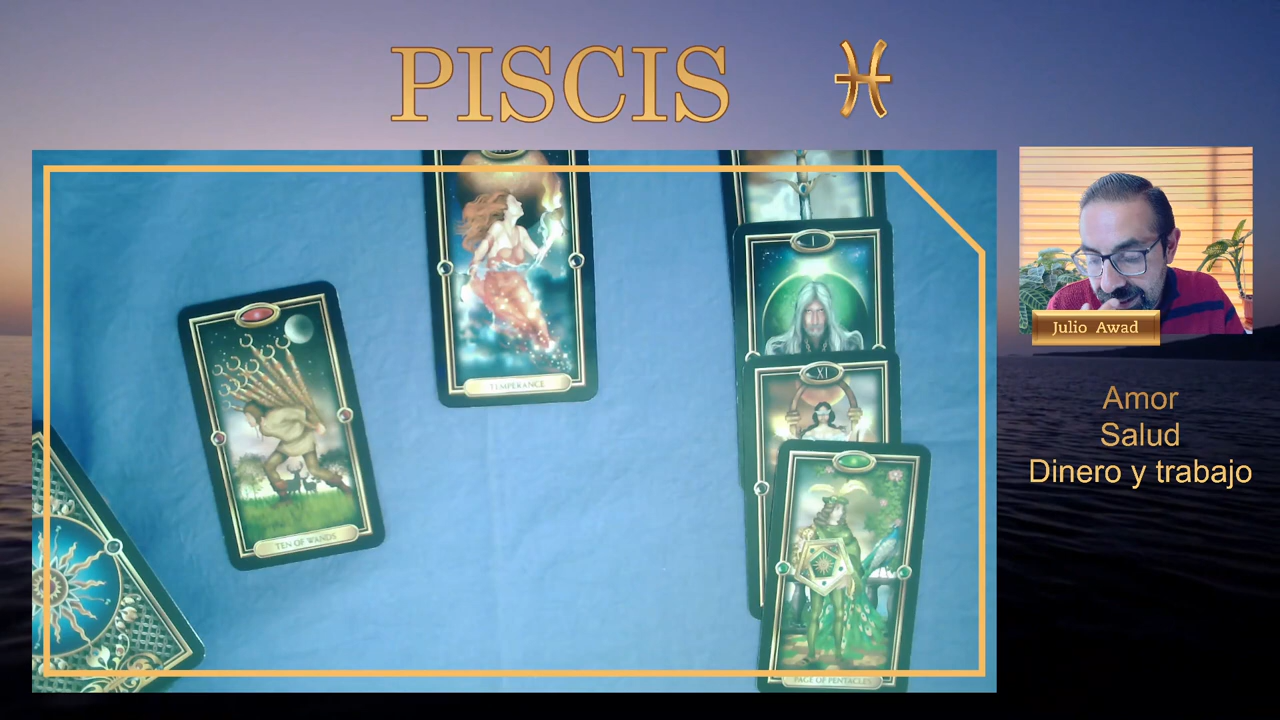 PISCIS
TEMPERANCE
I
XI
TEN OF WANDS
PAGE OF PENTACLES
Julio Awad
Amor
Salud
Dinero y trabajo